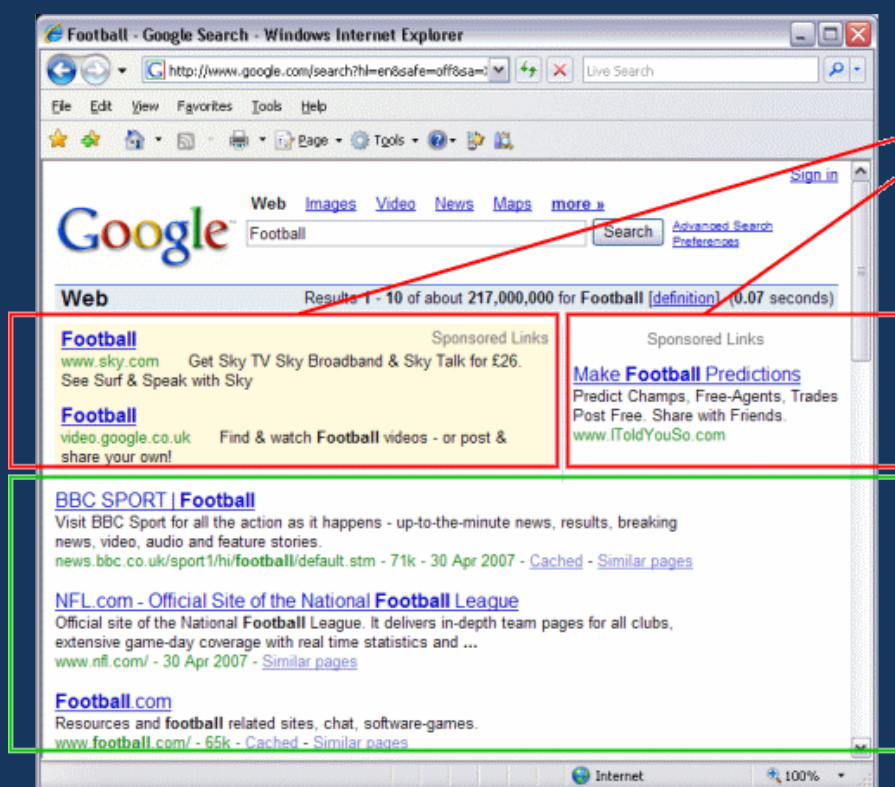 Football - Google Search - Windows Internet Explorer
http://www.google.com/search?hl=en&safe=off&sa=
Live Search
File Edit View Favorites Tools Help
Page Tools
Sign in
Web Images Video News Maps more »
Google™
Football
Search
Advanced Search
Preferences
Web Results 1 - 10 of about 217,000,000 for Football [definition]. (0.07 seconds)
Football Sponsored Links
www.sky.com Get Sky TV Sky Broadband & Sky Talk for £26.
See Surf & Speak with Sky
Football
video.google.co.uk Find & watch Football videos - or post &
share your own!
Sponsored Links
Make Football Predictions
Predict Champs, Free-Agents, Trades
Post Free. Share with Friends.
www.IToldYouSo.com
BBC SPORT | Football
Visit BBC Sport for all the action as it happens - up-to-the-minute news, results, breaking
news, video, audio and feature stories.
news.bbc.co.uk/sport1/hi/football/default.stm - 71k - 30 Apr 2007 - Cached - Similar pages
NFL.com - Official Site of the National Football League
Official site of the National Football League. It delivers in-depth team pages for all clubs,
extensive game-day coverage with real time statistics and ...
www.nfl.com/ - 30 Apr 2007 - Similar pages
Football.com
Resources and football related sites, chat, software-games.
www.football.com/ - 65k - Cached - Similar pages
Internet 100%